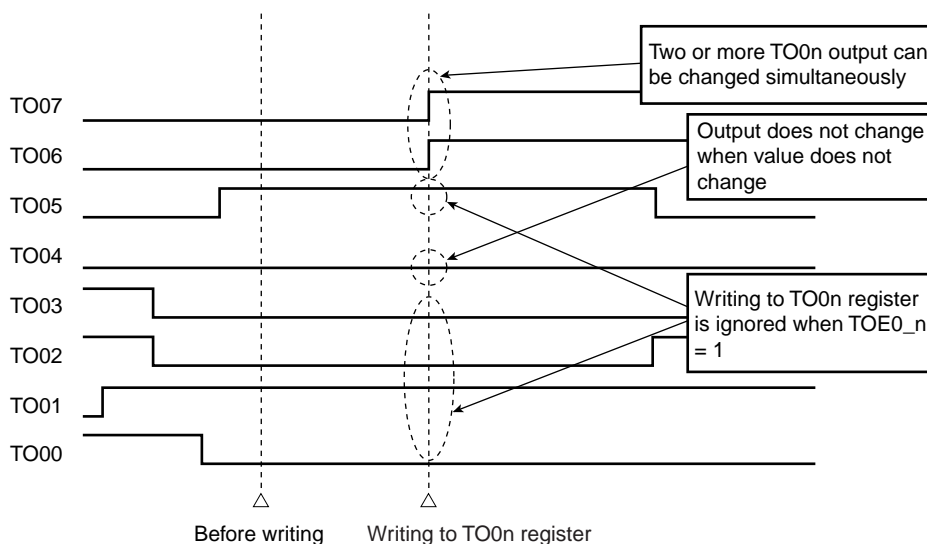 Two or more TO0n output can
be changed simultaneously
TO07
Output does not change
when value does not
change
TO06
TO05
TO04
TO03
Writing to TO0n register
is ignored when TOE0_n
= 1
TO02
TO01
TO00
Before writing
Writing to TO0n register